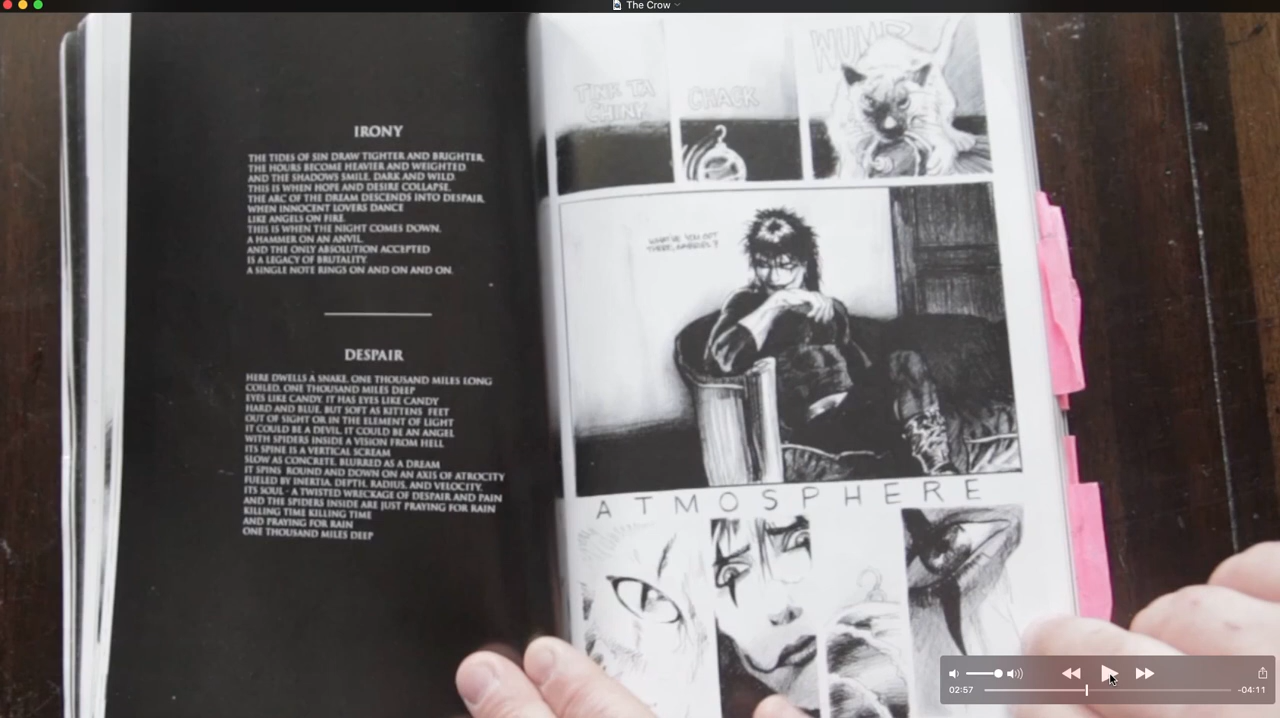 The Crow
IRONY
THE TIDES OF SIN DRAW TIGHTER AND BRIGHTER,
THE HOURS BECOME HEAVIER AND WEIGHTED
AND THE SHADOWS SMILE, DARK AND WILD.
THIS IS WHEN HOPE AND DESIRE COLLAPSE,
THE ARC OF THE DREAM DESCENDS INTO DESPAIR,
WHEN INNOCENT LOVERS DANCE
LIKE ANGELS ON FIRE.
THIS IS WHEN THE NIGHT COMES DOWN.
A HAMMER ON AN ANVIL.
AND THE ONLY ABSOLUTION ACCEPTED
IS A LEGACY OF BRUTALITY.
A SINGLE NOTE RINGS ON AND ON AND ON.
DESPAIR
HERE DWELLS A SNAKE, ONE THOUSAND MILES LONG
COILED, ONE THOUSAND MILES DEEP
EYES LIKE CANDY, IT HAS EYES LIKE CANDY
HARD AND BLUE, BUT SOFT AS KITTENS FEET
OUT OF SIGHT OR IN THE ELEMENT OF LIGHT
IT COULD BE A DEVIL, IT COULD BE AN ANGEL
WITH SPIDERS INSIDE A VISION FROM HELL
ITS SPINE IS A VERTICAL SCREAM
SLOW AS CONCRETE, BLURRED AS A DREAM
IT SPINS ROUND AND DOWN ON AN AXIS OF ATROCITY
FUELED BY INERTIA, DEPTH, RADIUS, AND VELOCITY,
ITS SOUL - A TWISTED WRECKAGE OF DESPAIR AND PAIN
AND THE SPIDERS INSIDE ARE JUST PRAYING FOR RAIN
KILLING TIME KILLING TIME
AND PRAYING FOR RAIN
ONE THOUSAND MILES DEEP
TINK TA
CHINK
CHACK
WUMP
WHAT'VE YOU GOT
THERE, GABRIEL?
ATMOSPHERE
02:57
-04:11